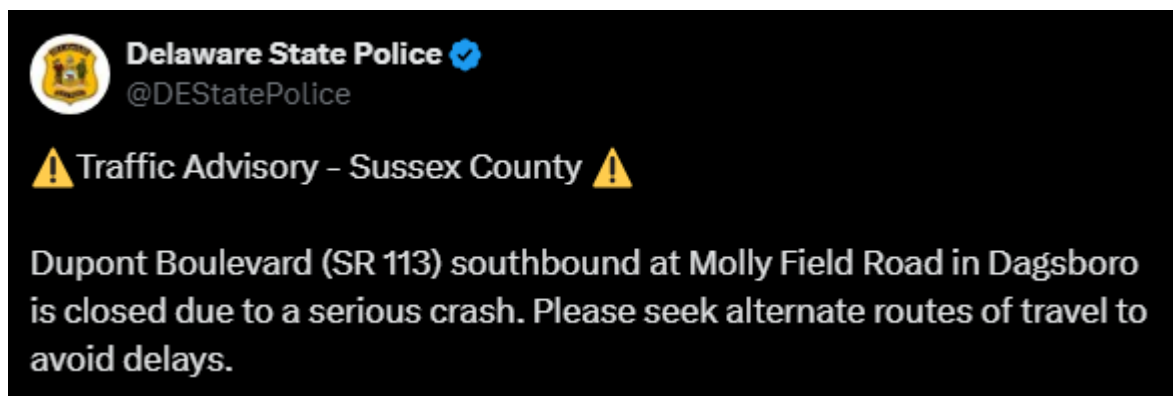 Delaware State Police
@DEStatePolice
⚠️Traffic Advisory – Sussex County ⚠️
Dupont Boulevard (SR 113) southbound at Molly Field Road in Dagsboro
is closed due to a serious crash. Please seek alternate routes of travel to
avoid delays.